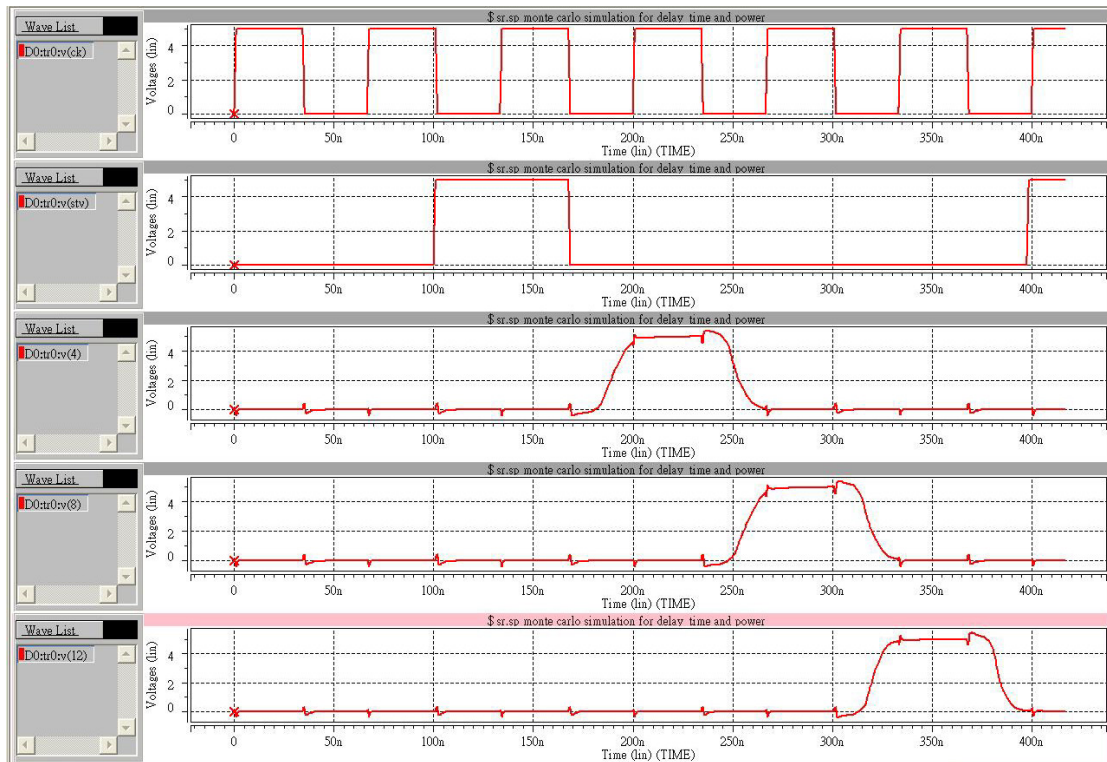 $ sr.sp monte carlo simulation for delay time and power
Wave List
D0:tr0:v(ck)
Voltages (lin)
4
2
0
0 50n 100n 150n 200n 250n 300n 350n 400n
Time (lin) (TIME)
$ sr.sp monte carlo simulation for delay time and power
Wave List
D0:tr0:v(stv)
Voltages (lin)
4
2
0
0 50n 100n 150n 200n 250n 300n 350n 400n
Time (lin) (TIME)
$ sr.sp monte carlo simulation for delay time and power
Wave List
D0:tr0:v(4)
Voltages (lin)
4
2
0
0 50n 100n 150n 200n 250n 300n 350n 400n
Time (lin) (TIME)
$ sr.sp monte carlo simulation for delay time and power
Wave List
D0:tr0:v(8)
Voltages (lin)
4
2
0
0 50n 100n 150n 200n 250n 300n 350n 400n
Time (lin) (TIME)
$ sr.sp monte carlo simulation for delay time and power
Wave List
D0:tr0:v(12)
Voltages (lin)
4
2
0
0 50n 100n 150n 200n 250n 300n 350n 400n
Time (lin) (TIME)